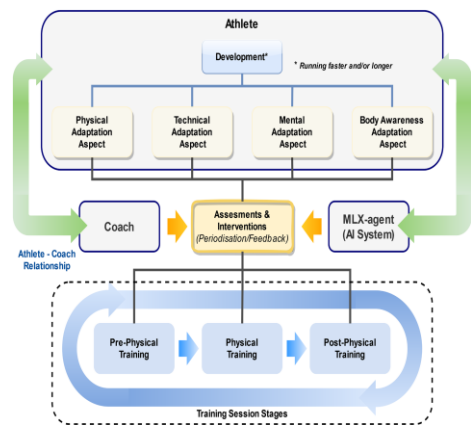 Athlete
Development*
* Running faster and/or longer
Physical
Adaptation
Aspect
Technical
Adaptation
Aspect
Mental
Adaptation
Aspect
Body Awareness
Adaptation
Aspect
Coach
Assesments &
Interventions
(Periodisation/Feedback)
MLX-agent
(AI System)
Athlete - Coach
Relationship
Pre-Physical
Training
Physical
Training
Post-Physical
Training
Training Session Stages